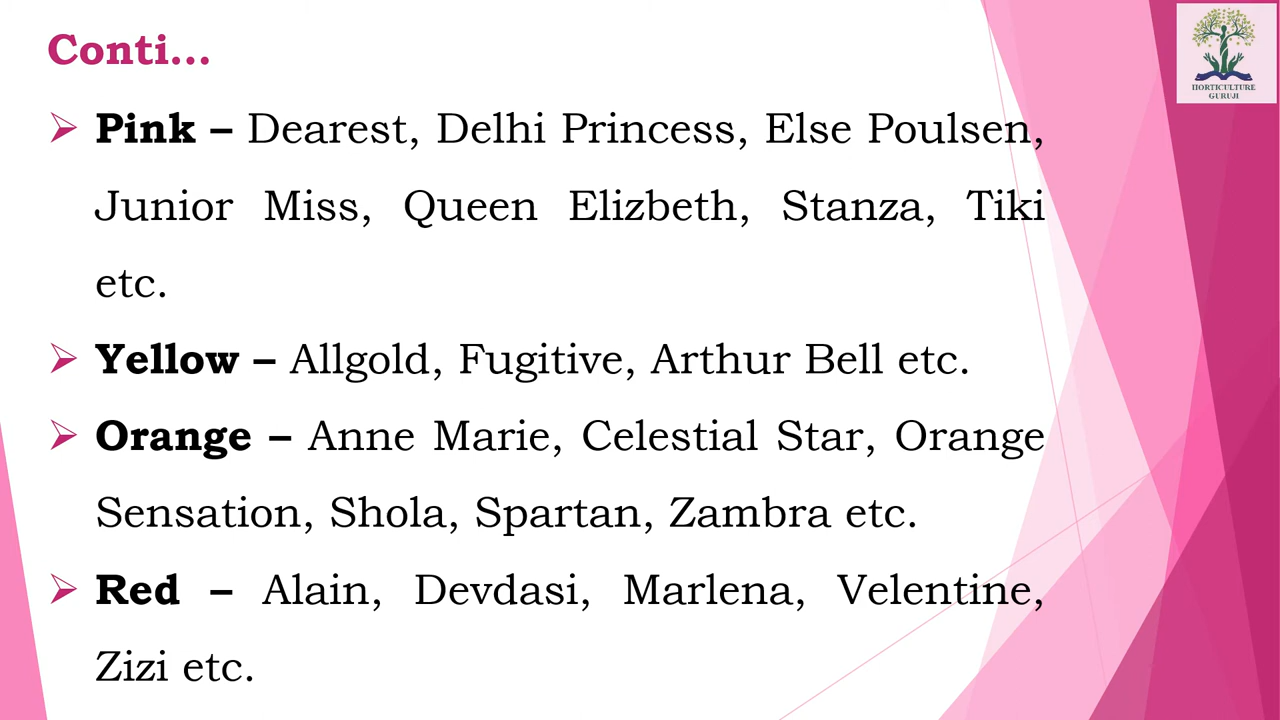 Conti...
HORTICULTURE
GURUJI
Pink – Dearest, Delhi Princess, Else Poulsen,
Junior Miss, Queen Elizbeth, Stanza, Tiki
etc.
Yellow – Allgold, Fugitive, Arthur Bell etc.
Orange – Anne Marie, Celestial Star, Orange
Sensation, Shola, Spartan, Zambra etc.
Red – Alain, Devdasi, Marlena, Velentine,
Zizi etc.